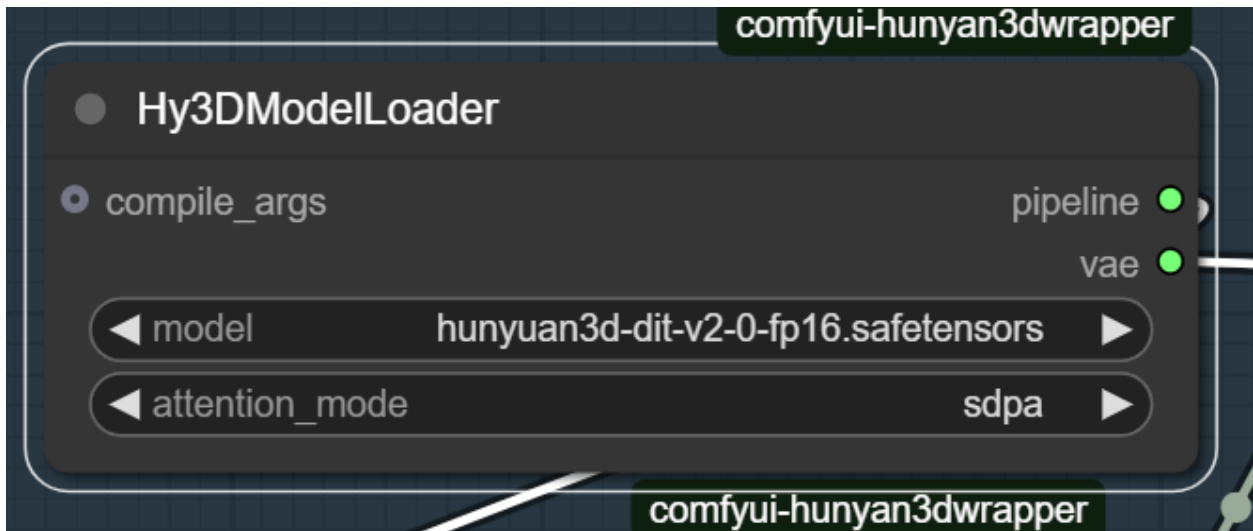 comfyui-hunyan3dwrapper
Hy3DModelLoader
compile_args
pipeline
vae
model hunyuan3d-dit-v2-0-fp16.safetensors
attention_mode sdpa
comfyui-hunyan3dwrapper